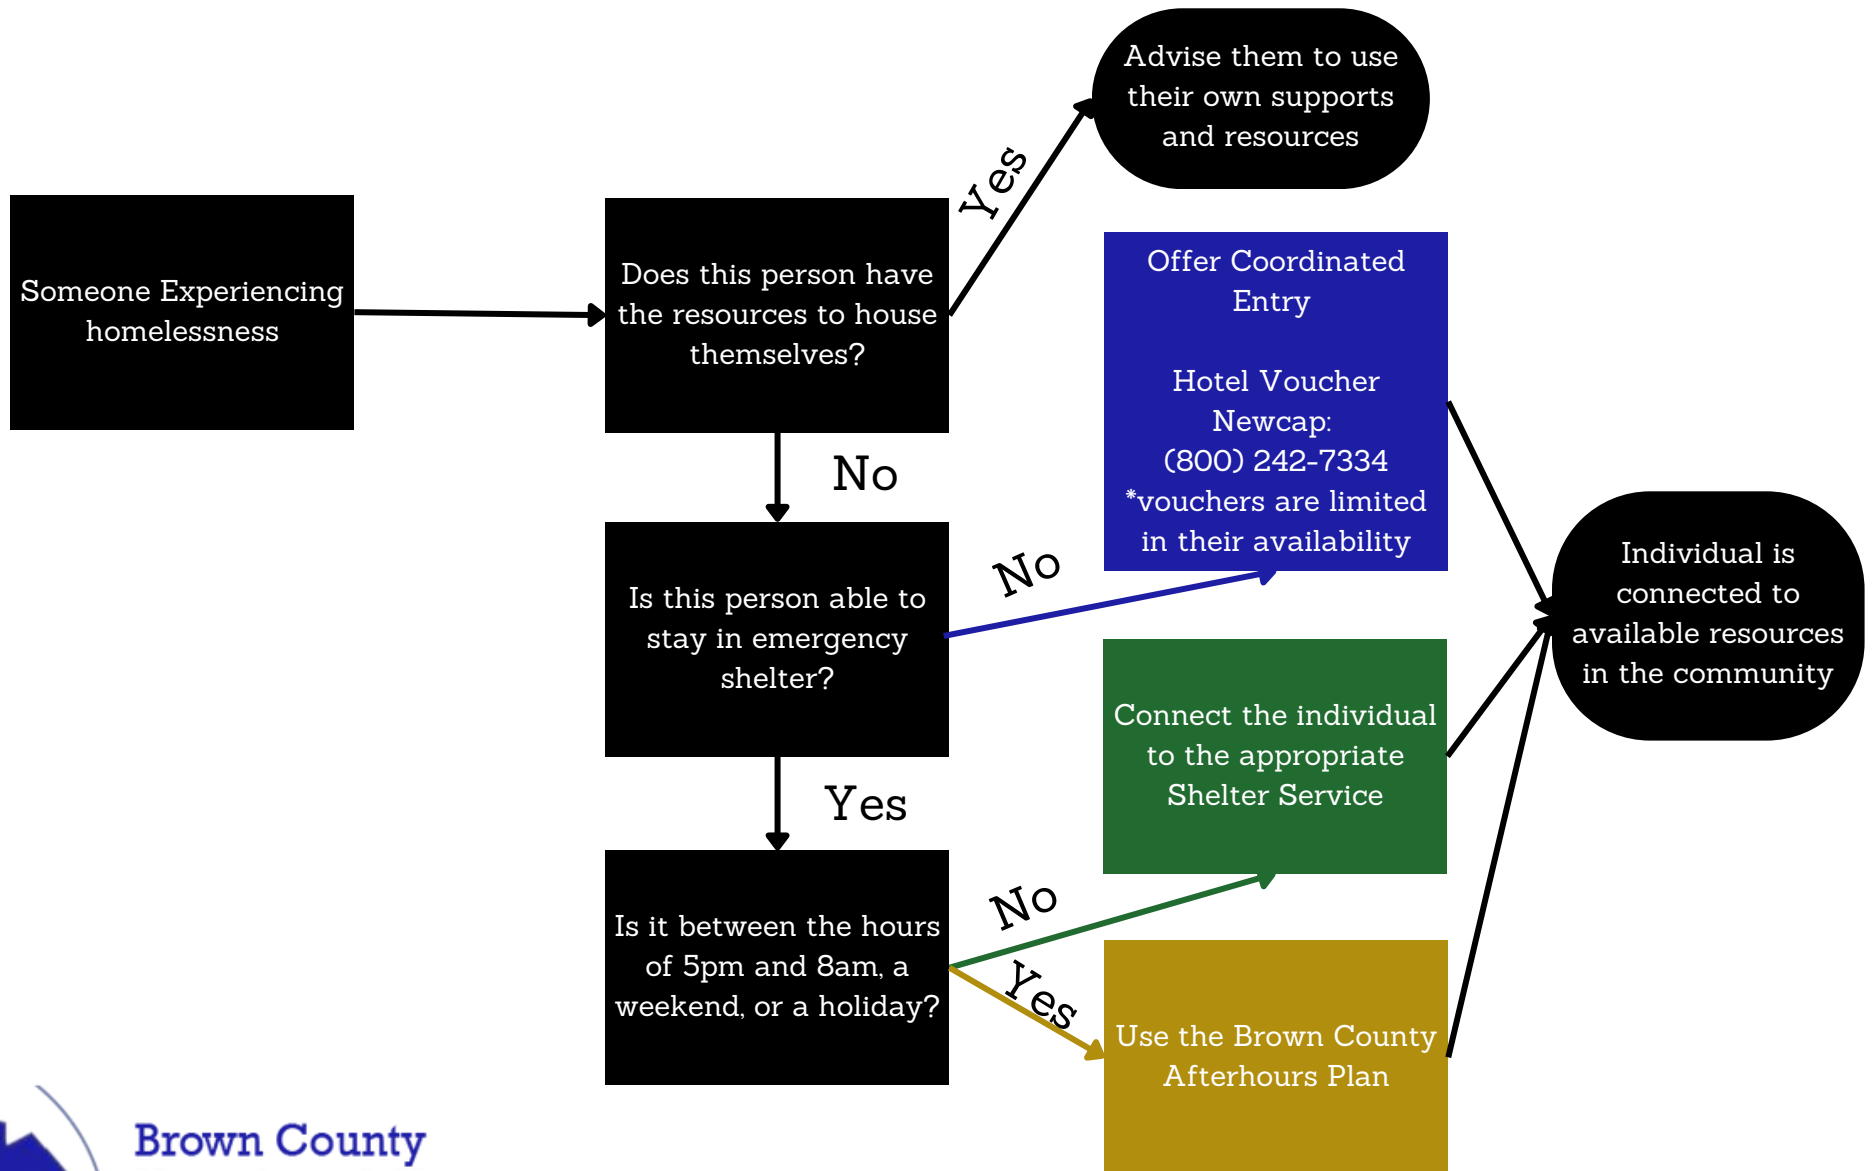 Advise them to use
their own supports
and resources
Yes
Someone Experiencing
homelessness
Does this person have
the resources to house
themselves?
Offer Coordinated
Entry
Hotel Voucher
Newcap:
(800) 242-7334
*vouchers are limited
in their availability
No
Is this person able to
stay in emergency
shelter?
No
Individual is
connected to
available resources
in the community
Connect the individual
to the appropriate
Shelter Service
Yes
Is it between the hours
of 5pm and 8am, a
weekend, or a holiday?
No
Yes
Use the Brown County
Afterhours Plan
Brown County